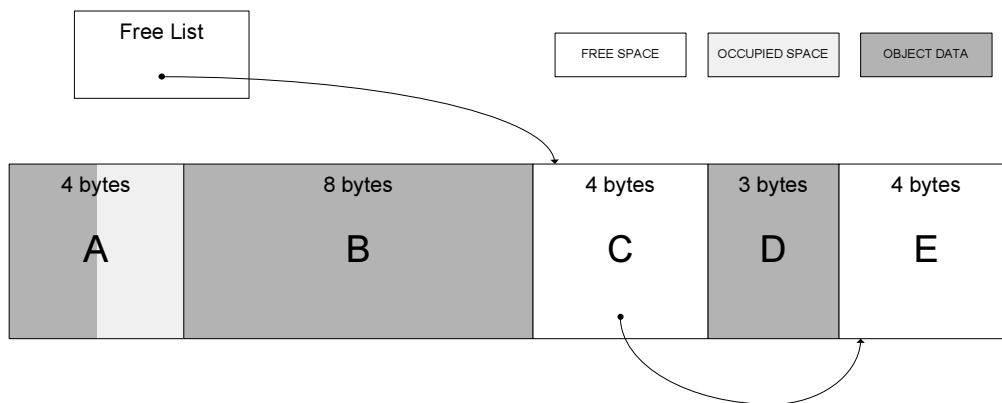 Free List
FREE SPACE
OCCUPIED SPACE
OBJECT DATA
4 bytes
8 bytes
4 bytes
3 bytes
4 bytes
A
B
C
D
E